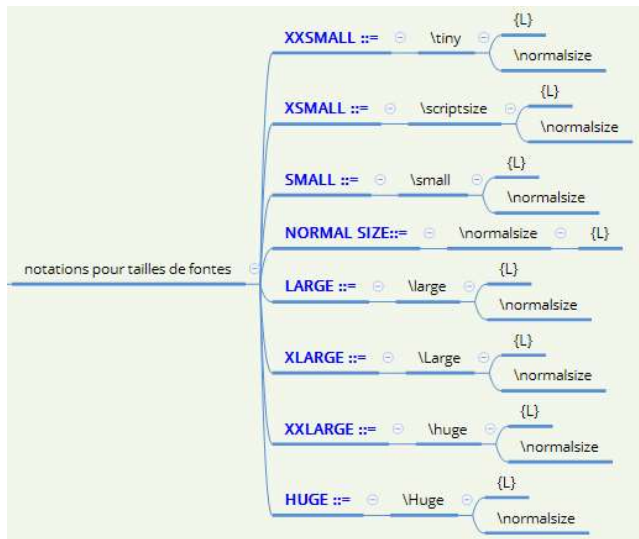 XXSMALL ::= \tiny {L}
\normalsize
XSMALL ::= \scriptsize {L}
\normalsize
SMALL ::= \small {L}
\normalsize
NORMAL SIZE::= \normalsize {L}
notations pour tailles de fontes
LARGE ::= \large {L}
\normalsize
XLARGE ::= \Large {L}
\normalsize
XXLARGE ::= \huge {L}
\normalsize
HUGE ::= \Huge {L}
\normalsize